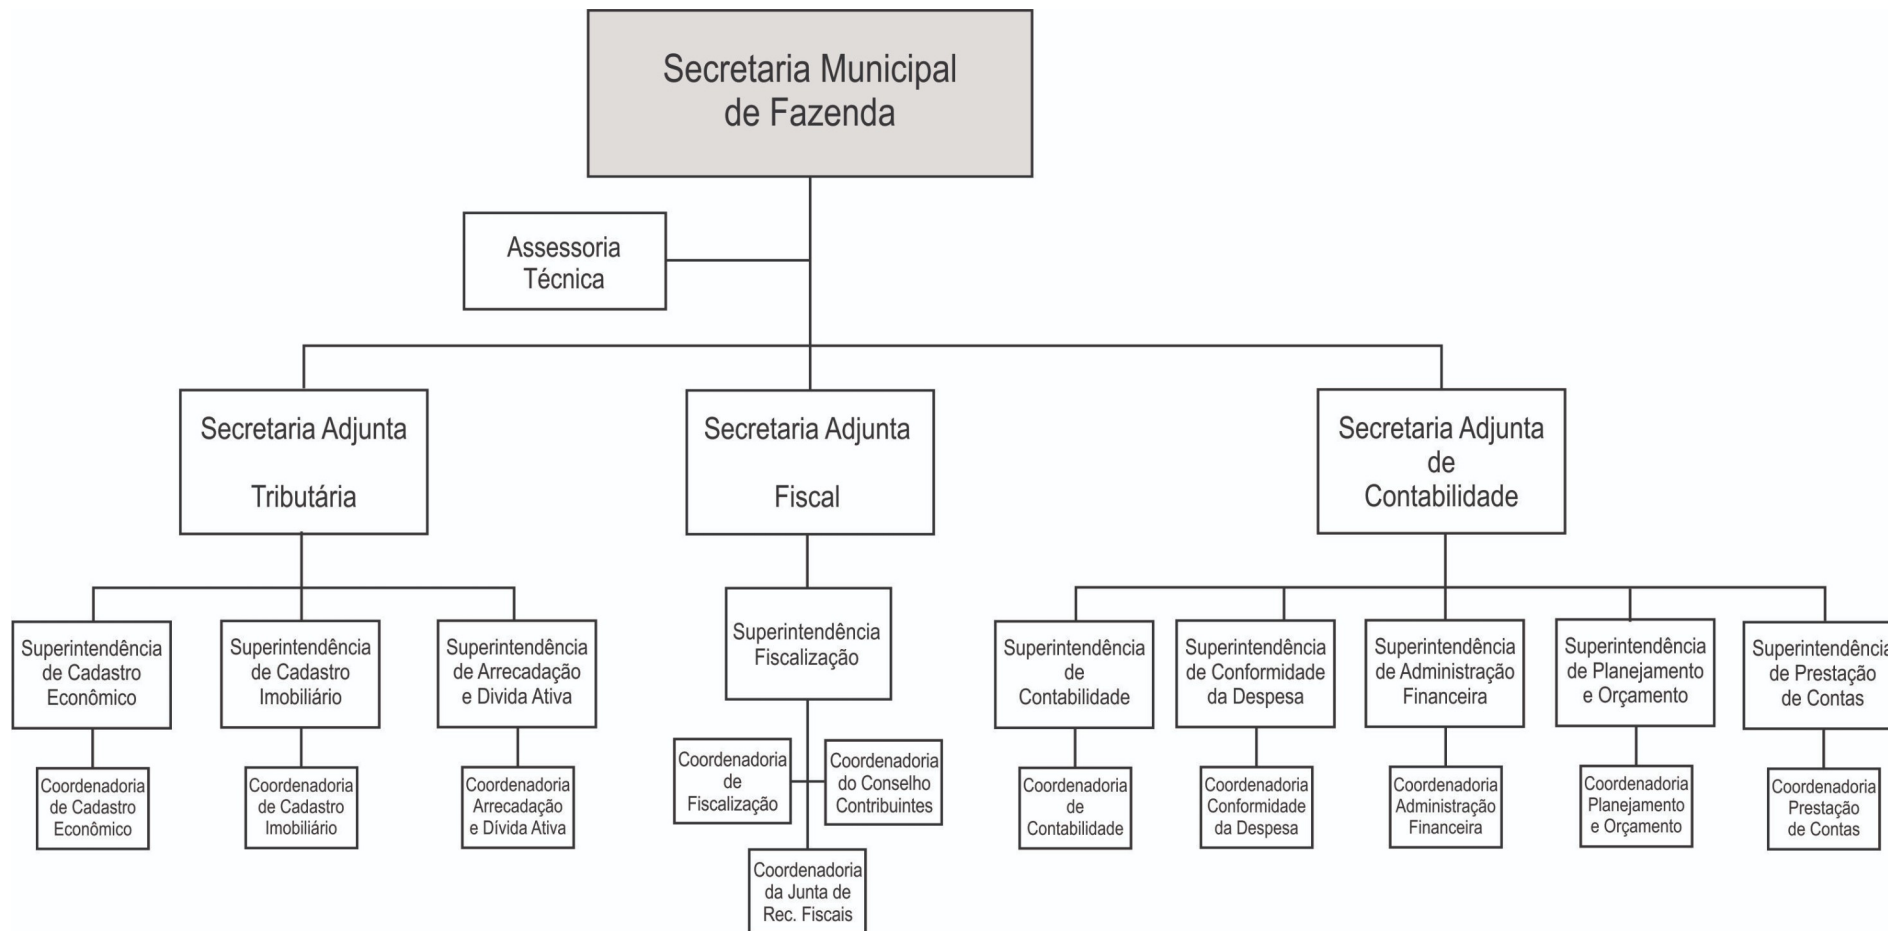 Secretaria Municipal
de Fazenda
Assessoria
Técnica
Secretaria Adjunta
Tributária
Secretaria Adjunta
Fiscal
Secretaria Adjunta
de
Contabilidade
Superintendência
de Cadastro
Econômico
Superintendência
de Cadastro
Imobiliário
Superintendência
de Arrecadação
e Divida Ativa
Superintendência
Fiscalização
Superintendência
de
Contabilidade
Superintendência
de Conformidade
da Despesa
Superintendência
de Administração
Financeira
Superintendência
de Planejamento
e Orçamento
Superintendência
de Prestação
de Contas
Coordenadoria
de Cadastro
Econômico
Coordenadoria
de Cadastro
Imobiliário
Coordenadoria
Arrecadação
e Dívida Ativa
Coordenadoria
de
Fiscalização
Coordenadoria
do Conselho
Contribuintes
Coordenadoria
da Junta de
Rec. Fiscais
Coordenadoria
de
Contabilidade
Coordenadoria
Conformidade
da Despesa
Coordenadoria
Administração
Financeira
Coordenadoria
Planejamento
e Orçamento
Coordenadoria
Prestação
de Contas